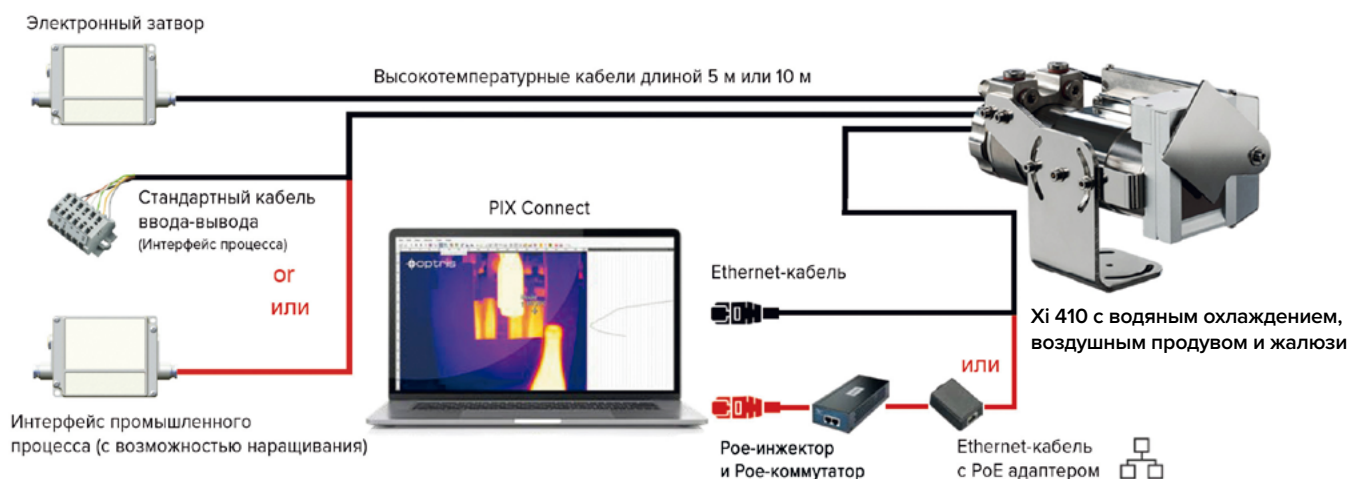 Электронный затвор
Высокотемпературные кабели длиной 5 м или 10 м
Стандартный кабель
ввода-вывода
(Интерфейс процесса)
or
или
PIX Connect
optris
Ethernet-кабель
Xi 410 с водяным охлаждением,
воздушным продувом и жалюзи
или
Интерфейс промышленного
процесса (с возможностью наращивания)
Poe-инжектор
и Poe-коммутатор
Ethernet-кабель
с PoE адаптером